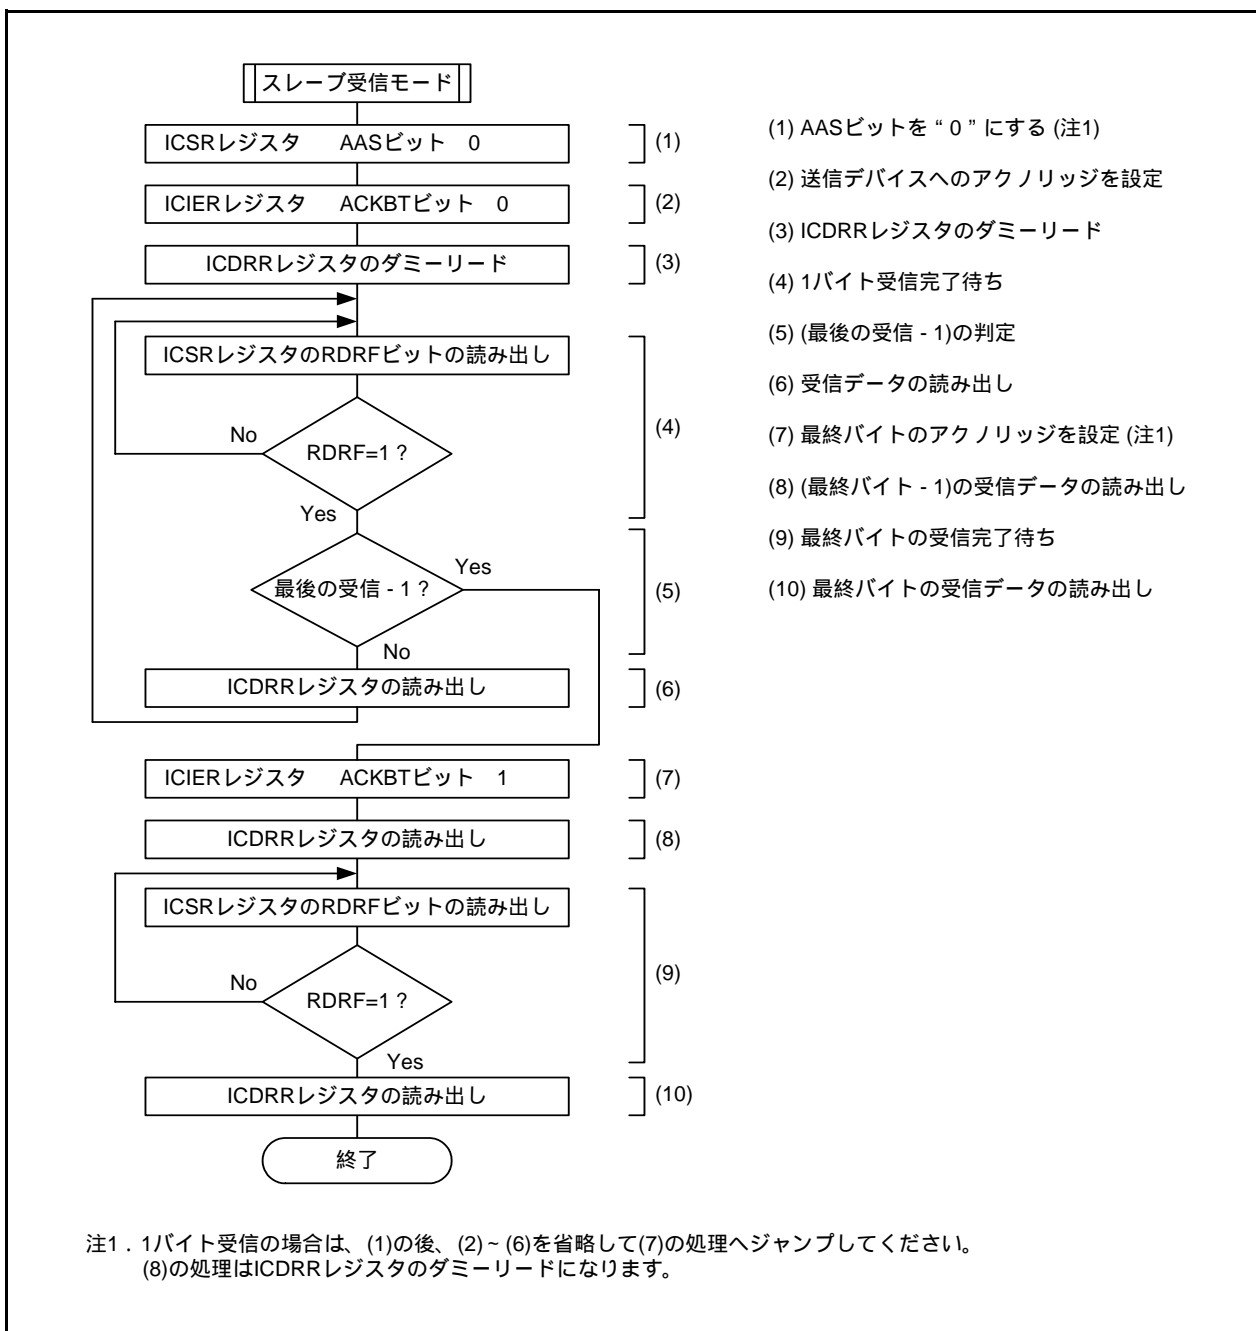 スレーブ受信モード
ICSRレジスタ AASビット 0
(1)
ICIERレジスタ ACKBTビット 0
(2)
ICDRRレジスタのダミーリード
(3)
ICSRレジスタのRDRFビットの読み出し
No
RDRF=1 ?
(4)
Yes
Yes
最後の受信 - 1 ?
(5)
No
ICDRRレジスタの読み出し
(6)
ICIERレジスタ ACKBTビット 1
(7)
ICDRRレジスタの読み出し
(8)
ICSRレジスタのRDRFビットの読み出し
No
RDRF=1 ?
(9)
Yes
ICDRRレジスタの読み出し
(10)
終了
(1) AASビットを “ 0 ” にする (注1)
(2) 送信デバイスへのアクノリッジを設定
(3) ICDRRレジスタのダミーリード
(4) 1バイト受信完了待ち
(5) (最後の受信 - 1)の判定
(6) 受信データの読み出し
(7) 最終バイトのアクノリッジを設定 (注1)
(8) (最終バイト - 1)の受信データの読み出し
(9) 最終バイトの受信完了待ち
(10) 最終バイトの受信データの読み出し
注1．1バイト受信の場合は、(1)の後、(2) ~ (6)を省略して(7)の処理へジャンプしてください。
(8)の処理はICDRRレジスタのダミーリードになります。